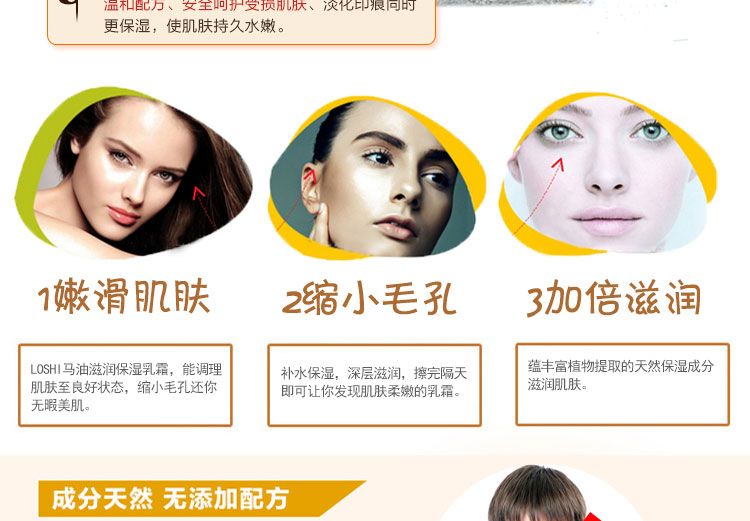 温和配方、安全呵护受损肌肤、淡化印痕同时
更保湿，使肌肤持久水嫩。
1嫩滑肌肤
2缩小毛孔
3加倍滋润
LOSHI马油滋润保湿乳霜，能调理
肌肤至良好状态，缩小毛孔还你
无暇美肌。
补水保湿，深层滋润，擦完隔天
即可让你发现肌肤柔嫩的乳霜。
蕴丰富植物提取的天然保湿成分
滋润肌肤。
成分天然 无添加配方